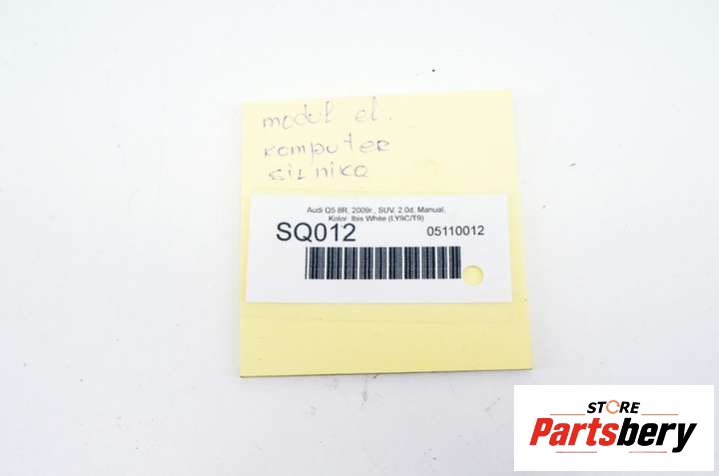 moduł el.
komputer
silnika
Audi Q5 8R, 2009r., SUV, 2.0d, Manual,
Kolor: Ibis White (LY9C/T9)
SQ012 05110012
STORE
Partsbery